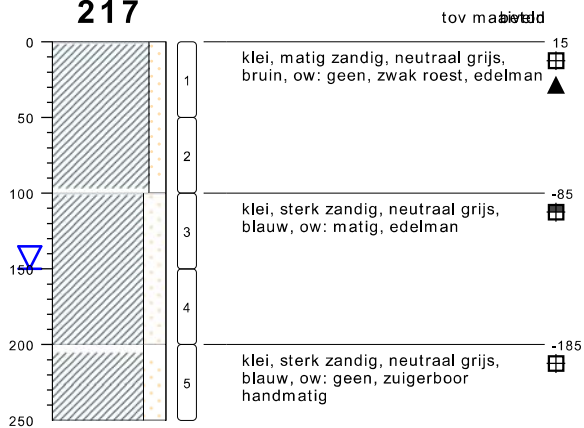 217
tov maaiveld
0
15
klei, matig zandig, neutraal grijs,
bruin, ow: geen, zwak roest, edelman
1
50
2
100
-85
klei, sterk zandig, neutraal grijs,
blauw, ow: matig, edelman
3
150
4
200
-185
klei, sterk zandig, neutraal grijs,
blauw, ow: geen, zuigerboor
handmatig
5
250